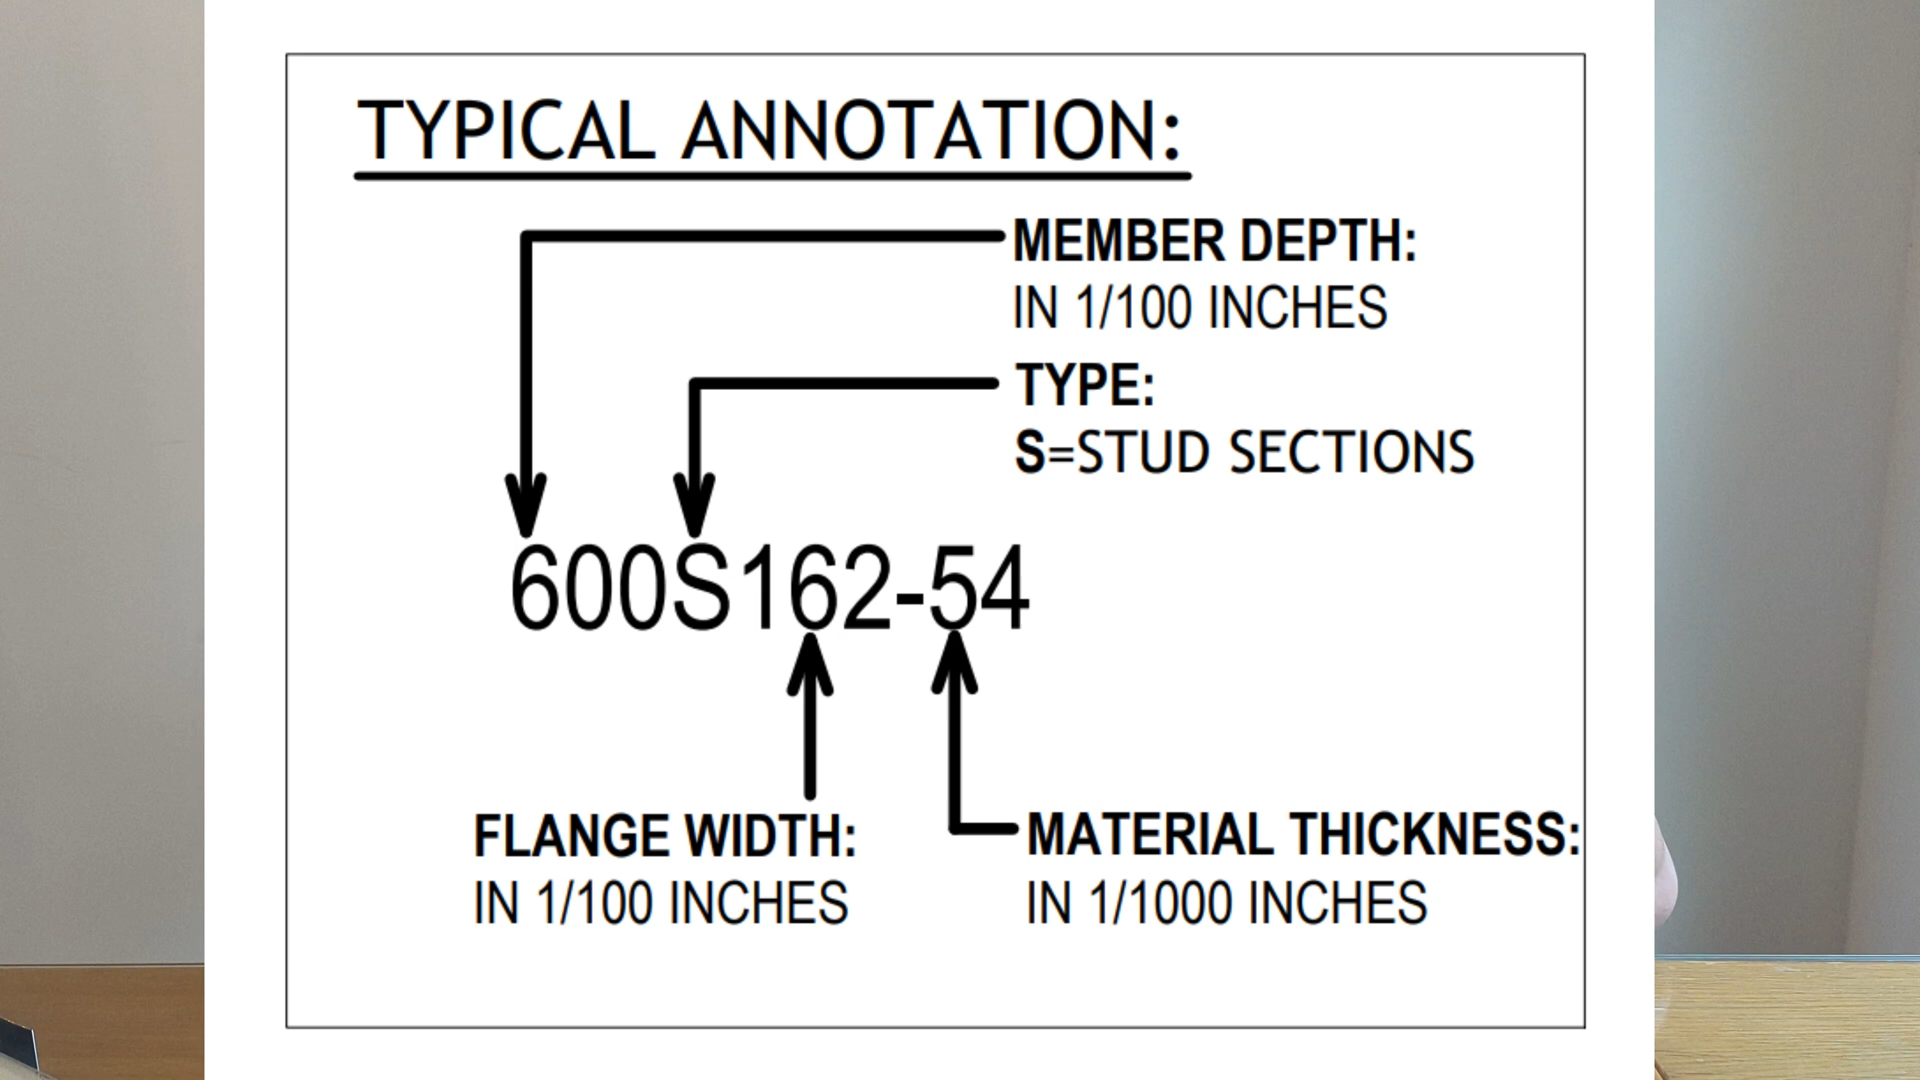 TYPICAL ANNOTATION:
MEMBER DEPTH:
IN 1/100 INCHES
TYPE:
S=STUD SECTIONS
600S162-54
FLANGE WIDTH:
IN 1/100 INCHES
MATERIAL THICKNESS:
IN 1/1000 INCHES